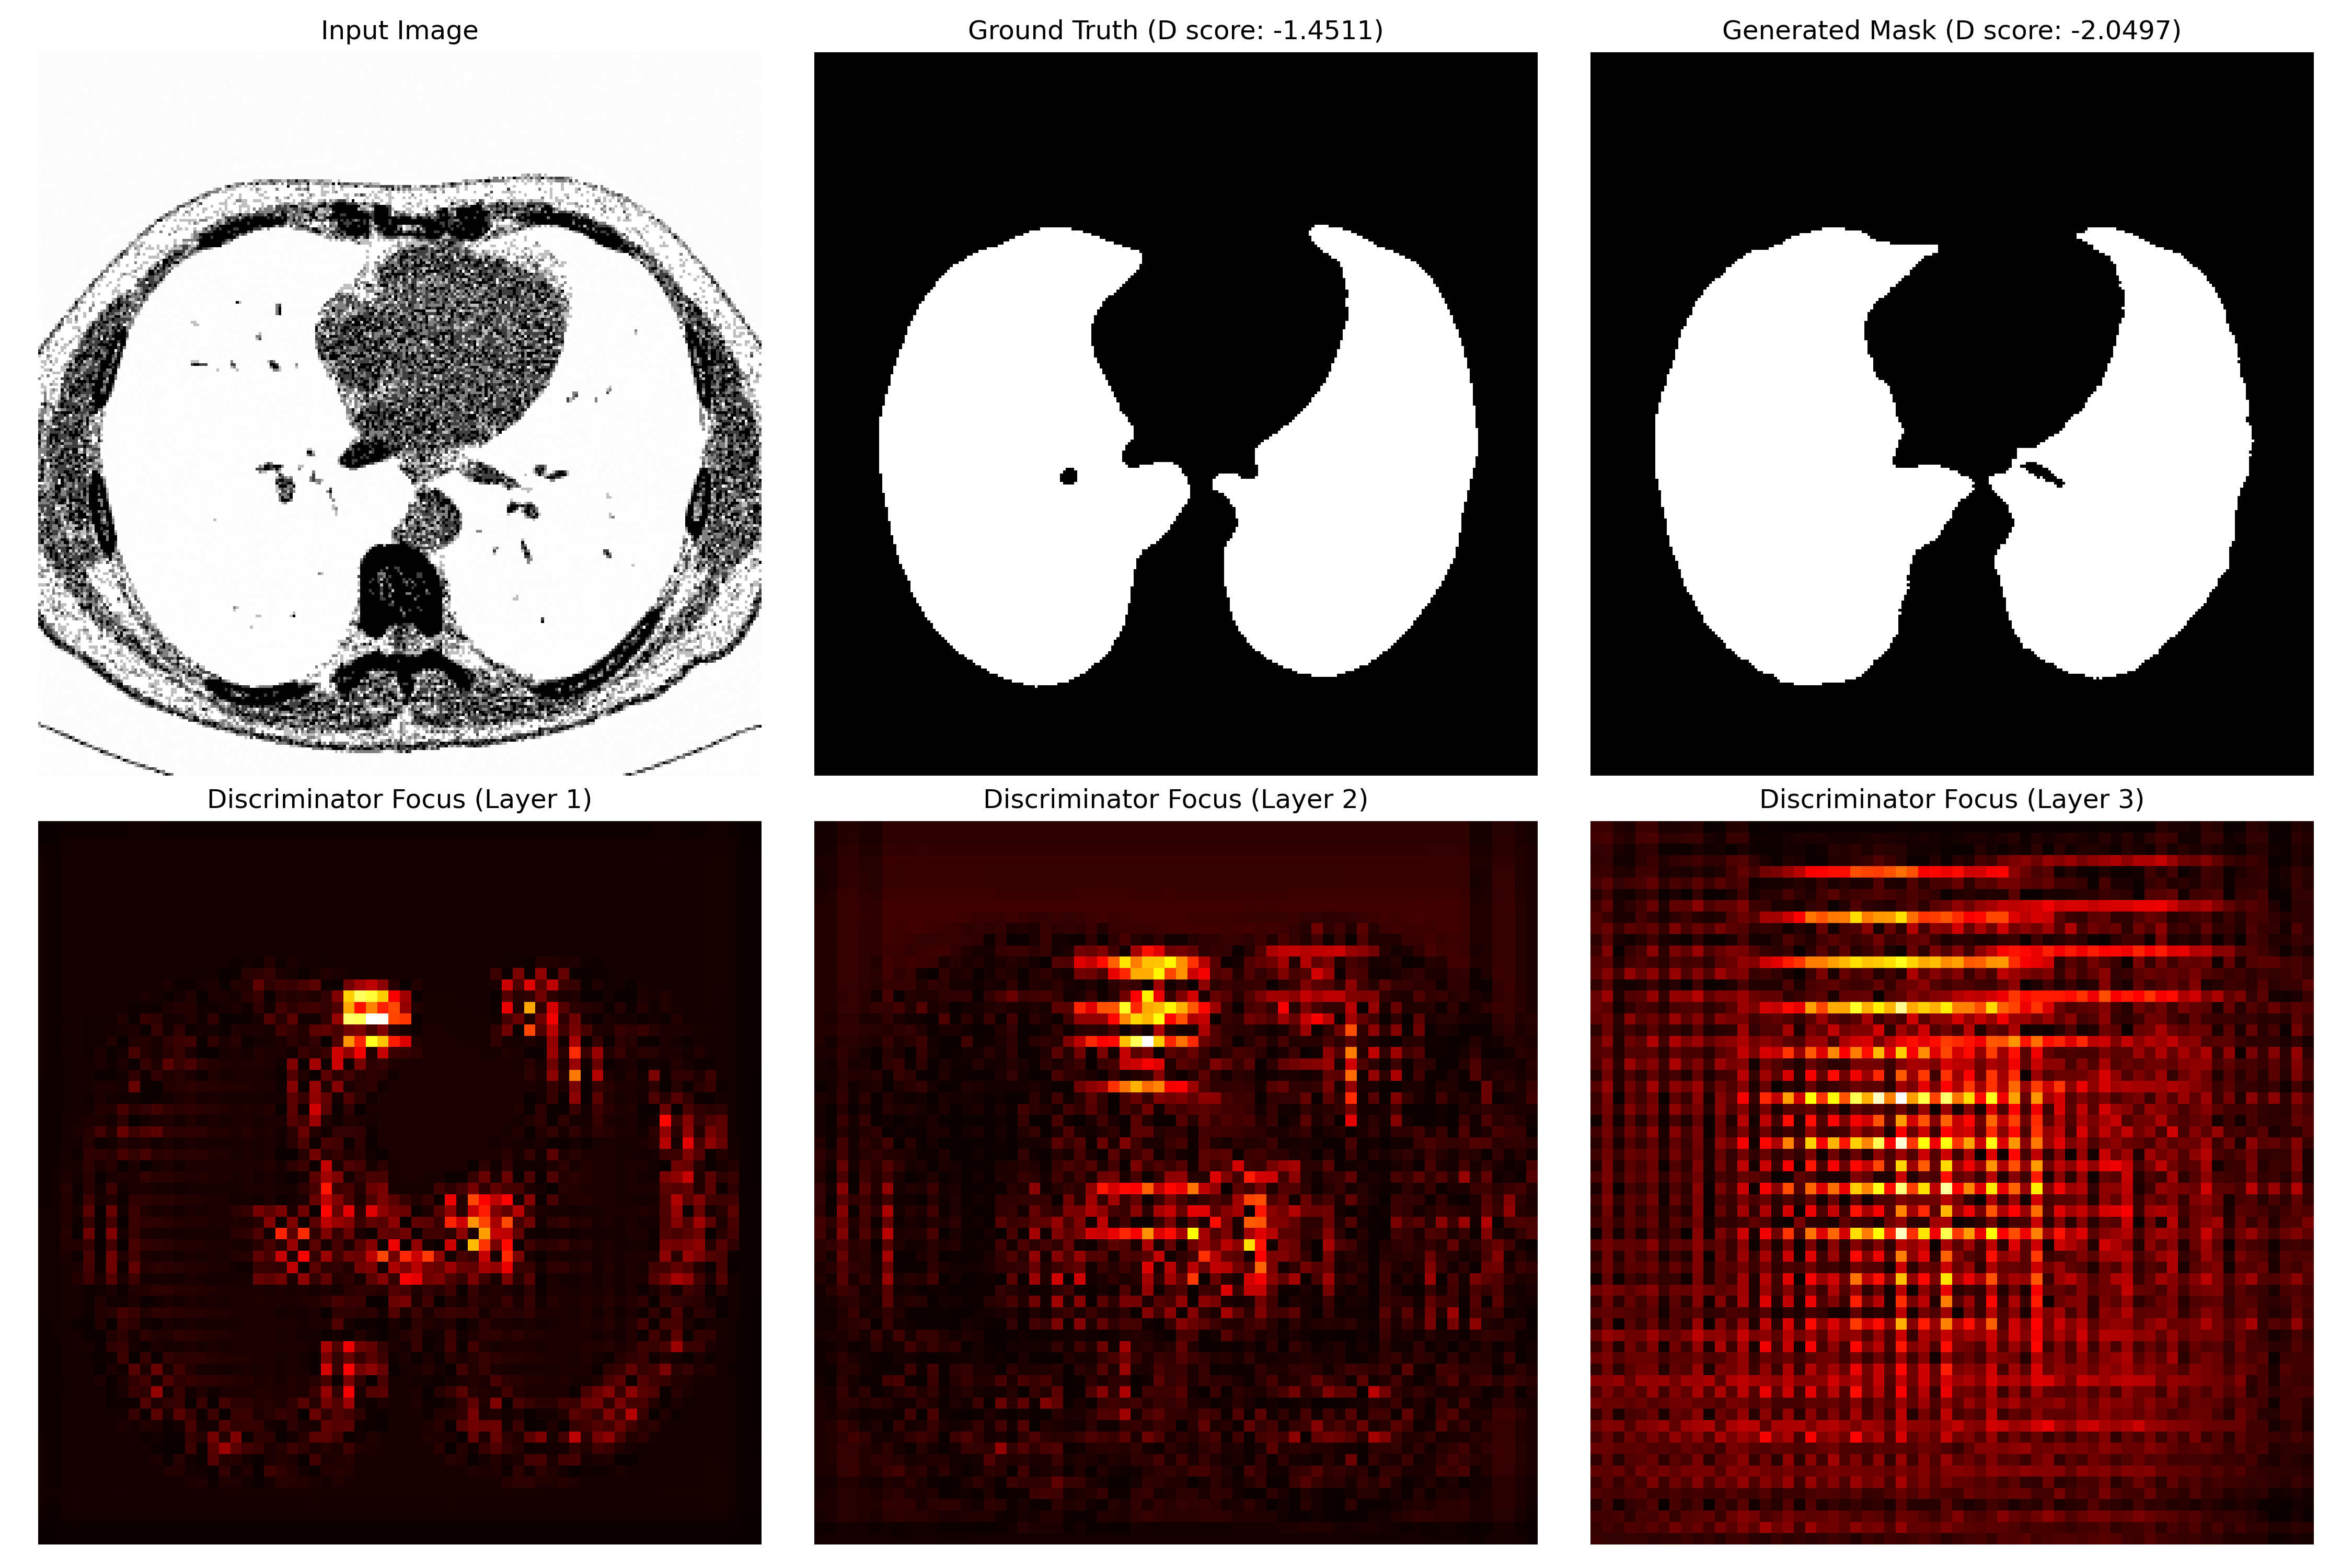 Input Image
Ground Truth (D score: -1.4511)
Generated Mask (D score: -2.0497)
Discriminator Focus (Layer 1)
Discriminator Focus (Layer 2)
Discriminator Focus (Layer 3)